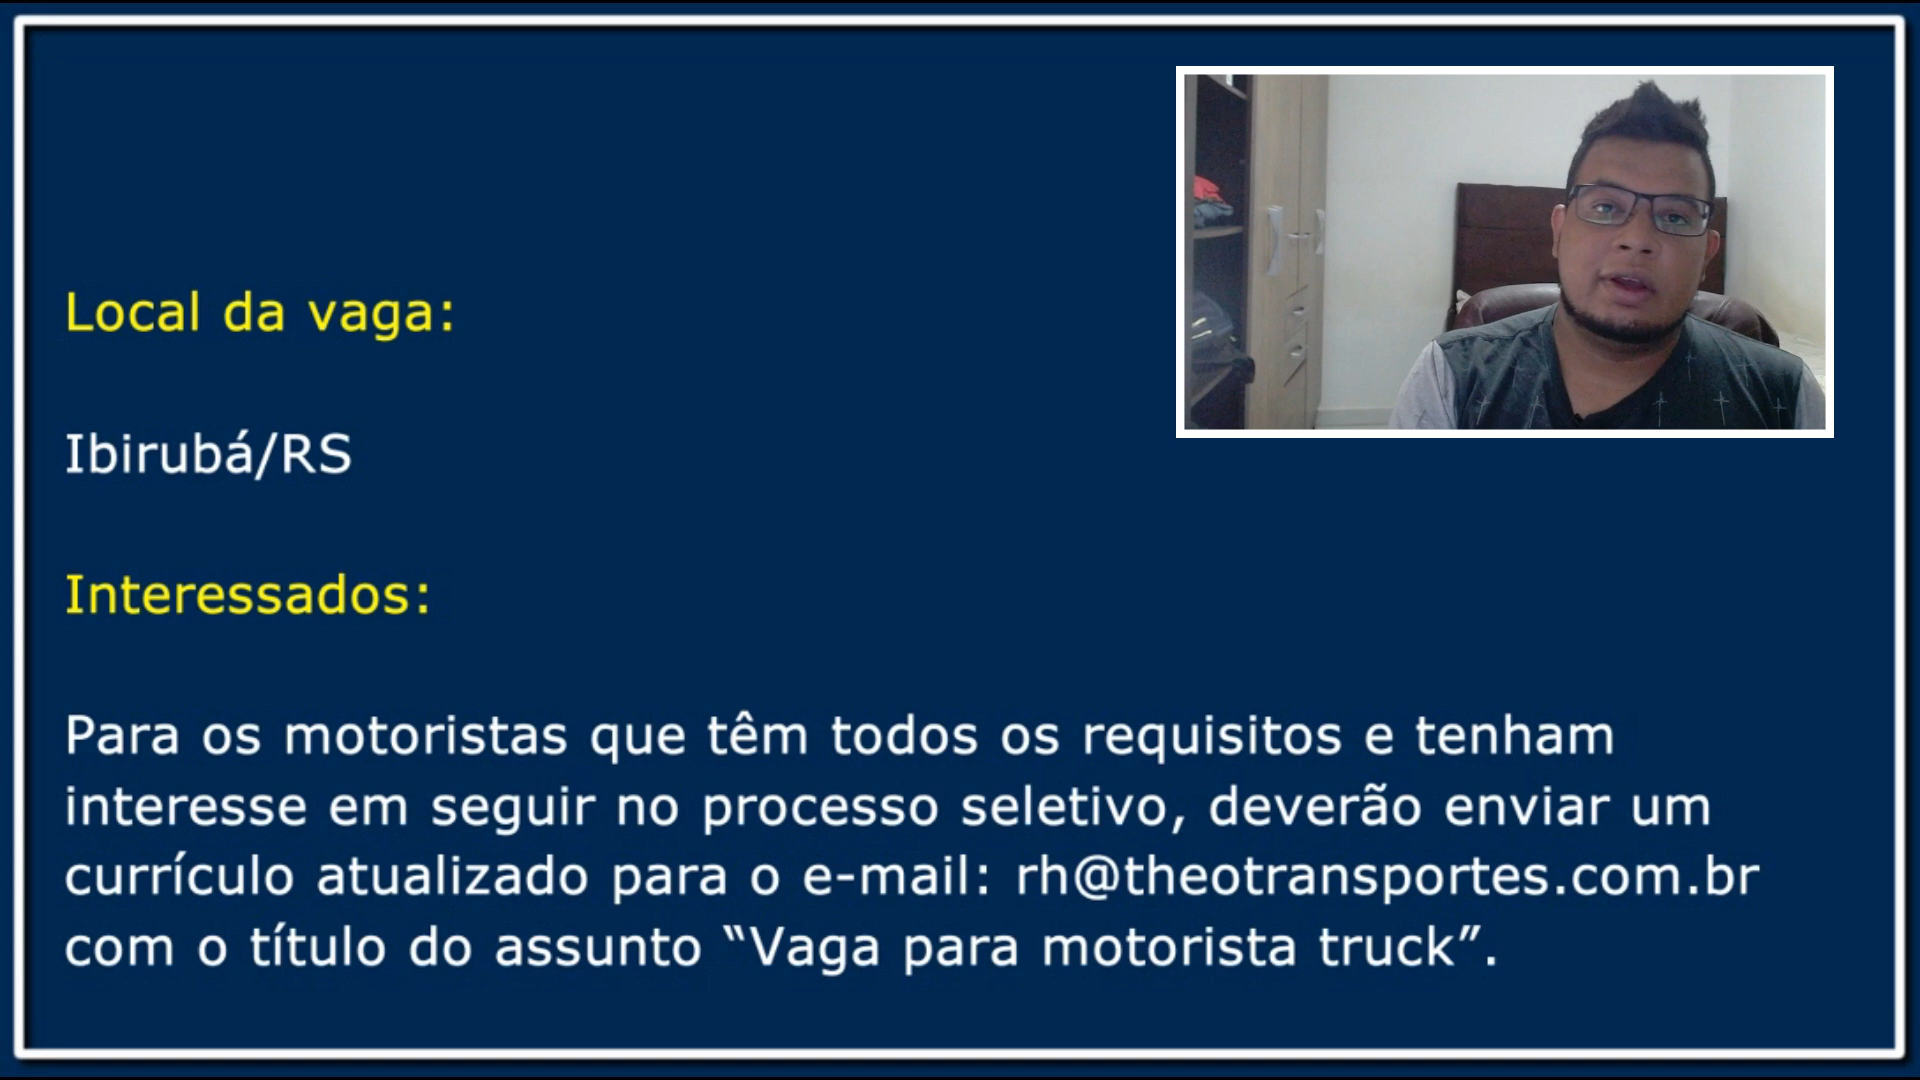 Local da vaga:
Ibirubá/RS
Interessados:
Para os motoristas que têm todos os requisitos e tenham
interesse em seguir no processo seletivo, deverão enviar um
currículo atualizado para o e-mail: rh@theotransportes.com.br
com o título do assunto “Vaga para motorista truck”.